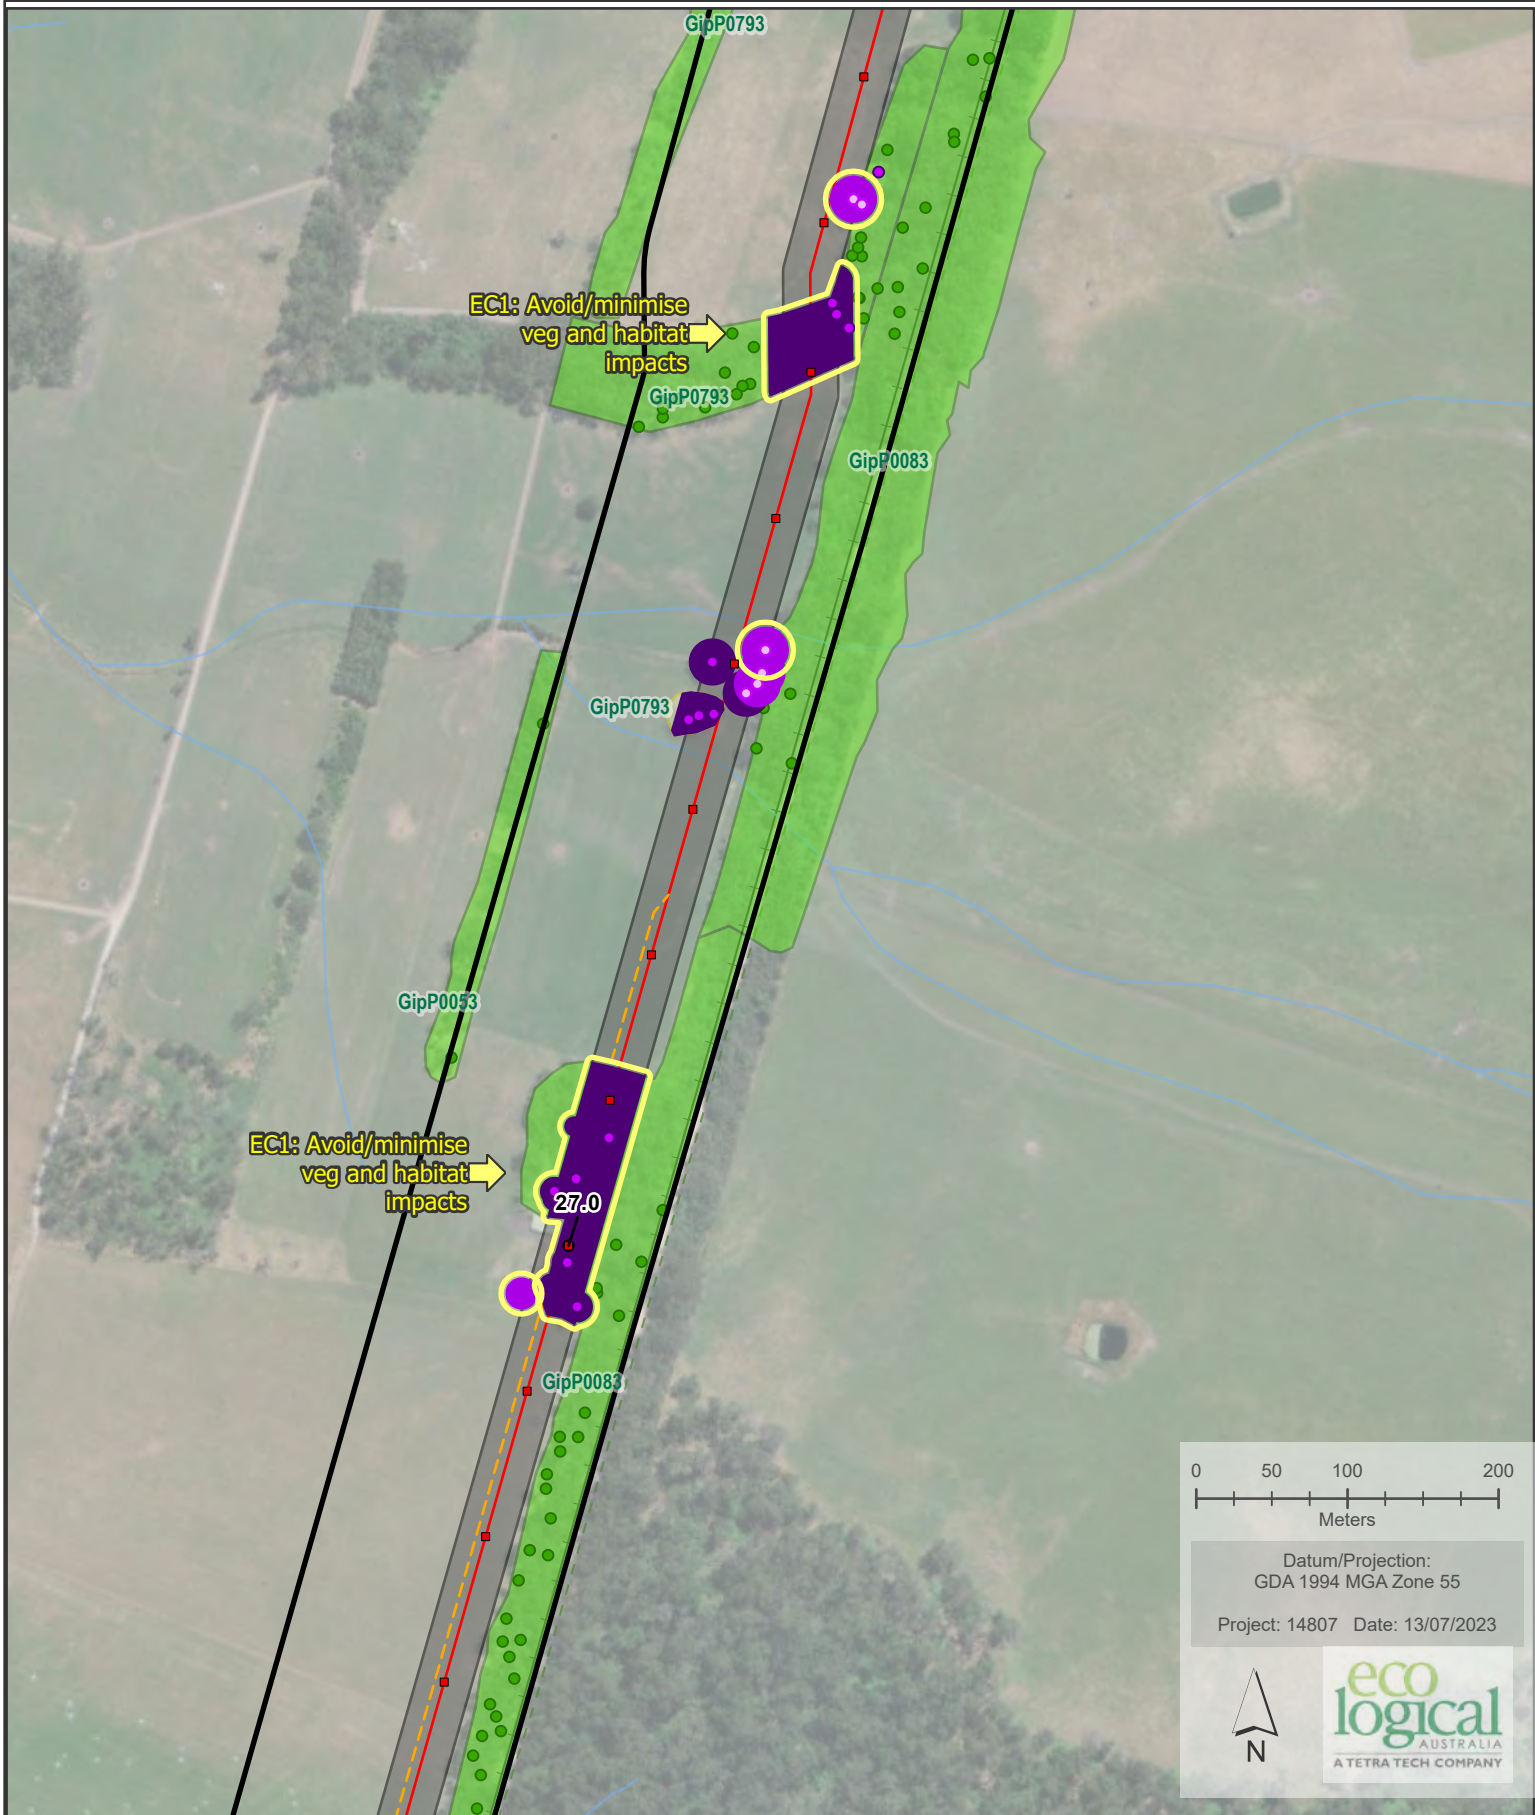 GipP0793
EC1: Avoid/minimise
veg and habitat
impacts
GipP0793
GipP0083
GipP0793
GipP0053
EC1: Avoid/minimise
veg and habitat
impacts
27.0
GipP0083
0 50 100 200
Meters
Datum/Projection:
GDA 1994 MGA Zone 55
Project: 14807 Date: 13/07/2023
N
eco
logical
AUSTRALIA
A TETRA TECH COMPANY